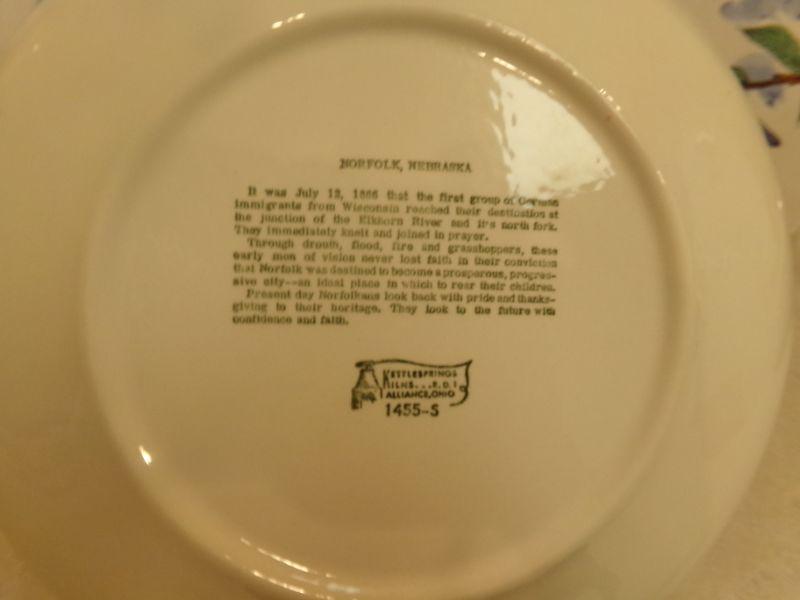 NORFOLK, NEBRASKA
It was July 12, 1866 that the first group of German
immigrants from Wisconsin reached their destination at
the junction of the Elkhorn River and it's north fork.
They immediately knelt and joined in prayer.
Through drouth, flood, fire and grasshoppers, these
early men of vision never lost faith in their conviction
that Norfolk was destined to become a prosperous, progres-
sive city--an ideal place in which to rear their children.
Present day Norfolkans look back with pride and thanks-
giving to their heritage. They look to the future with
confidence and faith.
KETTLESPRINGS
KILNS...R.D.1
ALLIANCE, OHIO
1455-S